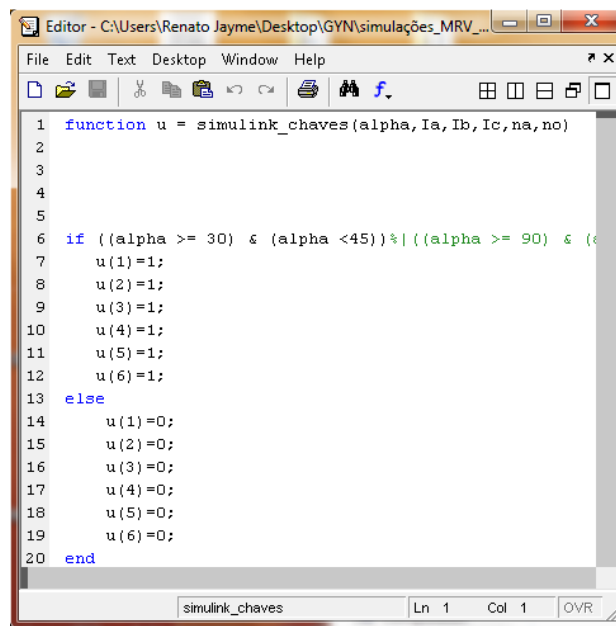 Editor - C:\Users\Renato Jayme\Desktop\GYN\simulações_MRV_...
File Edit Text Desktop Window Help
1 function u = simulink_chaves(alpha,Ia,Ib,Ic,na,no)
2
3
4
5
6 if ((alpha >= 30) & (alpha <45))%|((alpha >= 90) & (a
7 u(1)=1;
8 u(2)=1;
9 u(3)=1;
10 u(4)=1;
11 u(5)=1;
12 u(6)=1;
13 else
14 u(1)=0;
15 u(2)=0;
16 u(3)=0;
17 u(4)=0;
18 u(5)=0;
19 u(6)=0;
20 end
simulink_chaves Ln 1 Col 1 OVR